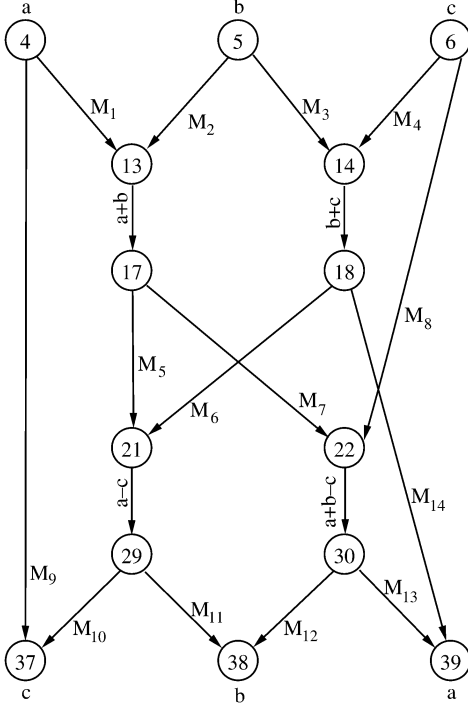 a b c
4 5 6
M1 M2 M3 M4
13 14
a+b b+c
17 18
M8
M5 M6 M7
21 22
a–c a+b–c M14
29 30
M9 M10 M11 M12 M13
37 38 39
c b a